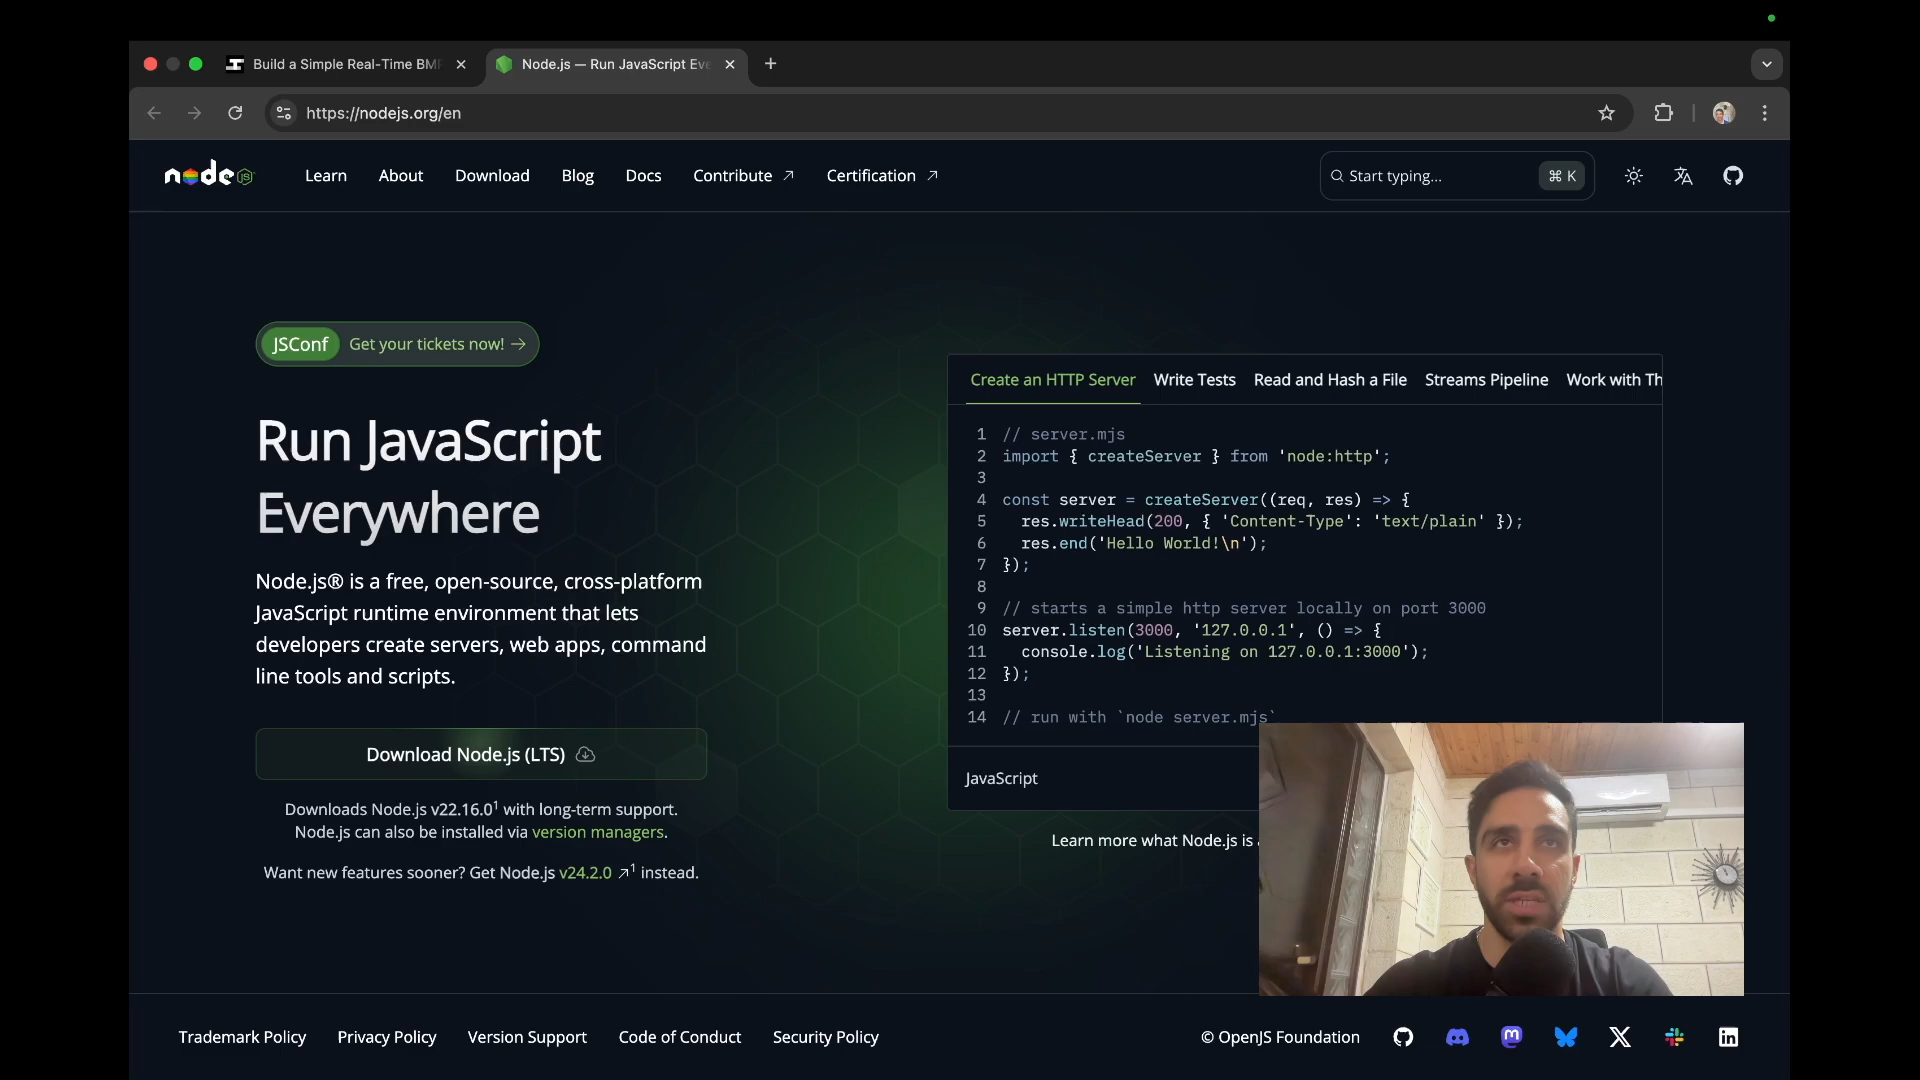 Build a Simple Real-Time BM
Node.js — Run JavaScript Ev
https://nodejs.org/en
node JS
Learn
About
Download
Blog
Docs
Contribute
Certification
Start typing...
⌘ K
JSConf Get your tickets now! →
Run JavaScript
Everywhere
Node.js® is a free, open-source, cross-platform
JavaScript runtime environment that lets
developers create servers, web apps, command
line tools and scripts.
Download Node.js (LTS)
Downloads Node.js v22.16.0¹ with long-term support.
Node.js can also be installed via version managers.
Want new features sooner? Get Node.js v24.2.0 ↗¹ instead.
Create an HTTP Server
Write Tests
Read and Hash a File
Streams Pipeline
Work with Th
1 // server.mjs
2 import { createServer } from 'node:http';
3
4 const server = createServer((req, res) => {
5 res.writeHead(200, { 'Content-Type': 'text/plain' });
6 res.end('Hello World!\n');
7 });
8
9 // starts a simple http server locally on port 3000
10 server.listen(3000, '127.0.0.1', () => {
11 console.log('Listening on 127.0.0.1:3000');
12 });
13
14 // run with `node server.mjs`
JavaScript
Learn more what Node.js is
Trademark Policy
Privacy Policy
Version Support
Code of Conduct
Security Policy
© OpenJS Foundation